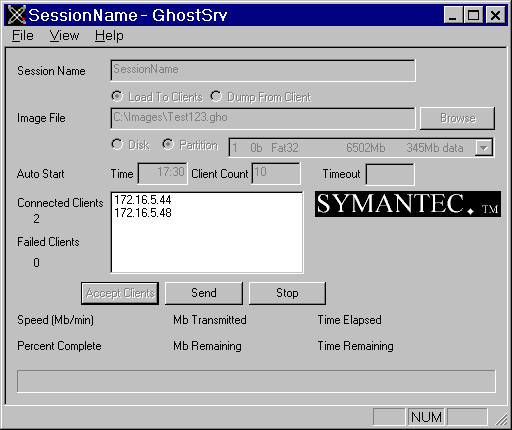 SessionName - GhostSrv
File View Help
Session Name SessionName
Load To Clients Dump From Client
Image File C:\Images\Test123.gho Browse
Disk Partition 1 0b Fat32 6502Mb 345Mb data
Auto Start Time 17:30 Client Count 10 Timeout
Connected Clients
2
172.16.5.44
172.16.5.48
SYMANTEC. TM
Failed Clients
0
Accept Clients Send Stop
Speed (Mb/min) Mb Transmitted Time Elapsed
Percent Complete Mb Remaining Time Remaining
NUM